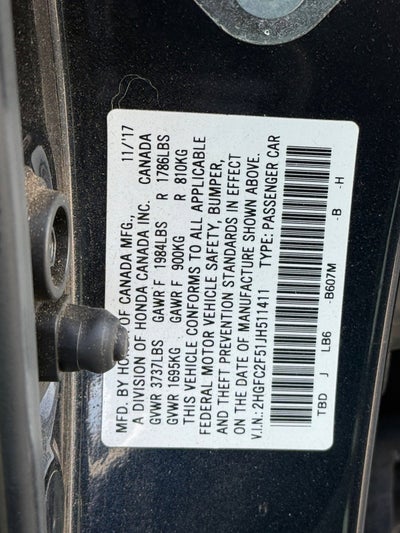 MFD. BY HO OF CANADA MFG., 11/17
A DIVISION OF HONDA CANADA INC. CANADA
GVWR 3737LBS GAWR F 1984LBS R 1786LBS
GVWR 1695KG GAWR F 900KG R 810KG
THIS VEHICLE CONFORMS TO ALL APPLICABLE
FEDERAL MOTOR VEHICLE SAFETY, BUMPER,
AND THEFT PREVENTION STANDARDS IN EFFECT
ON THE DATE OF MANUFACTURE SHOWN ABOVE.
V.I.N.: 2HGFC2F51JH511411 TYPE: PASSENGER CAR
TBD J LB6 -B607M -B -H